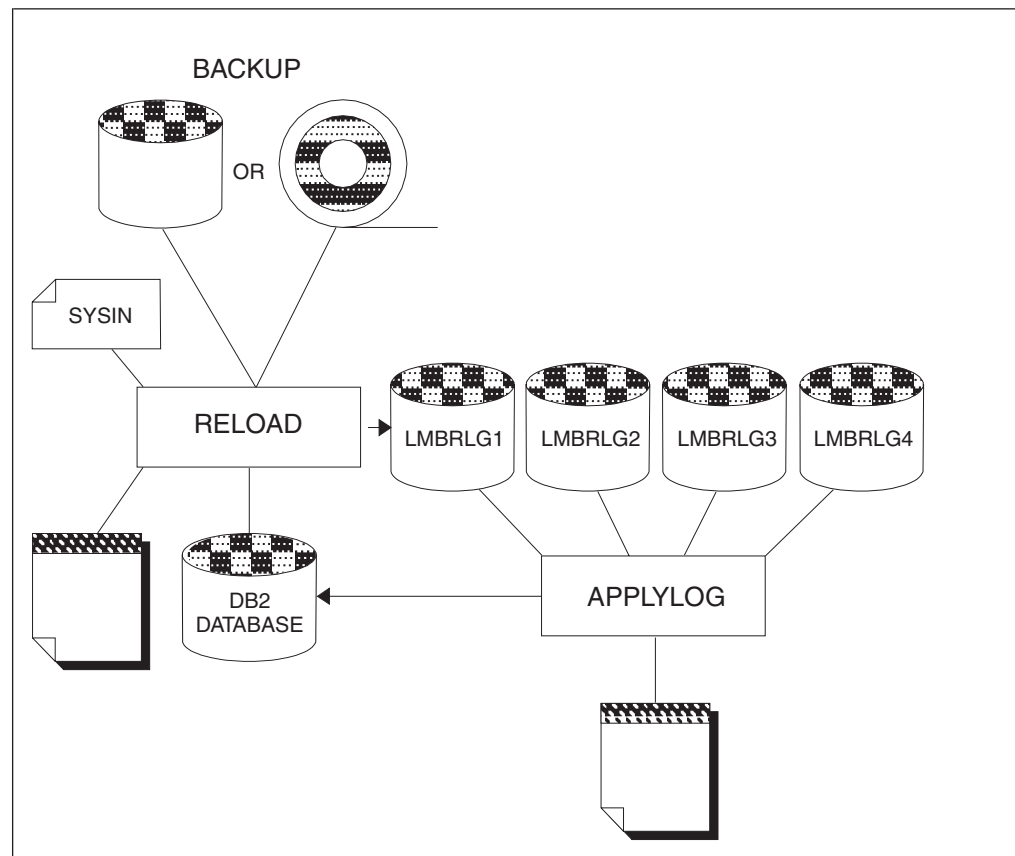 BACKUP
OR
SYSIN
RELOAD
LMBRLG1
LMBRLG2
LMBRLG3
LMBRLG4
DB2
DATABASE
APPLYLOG